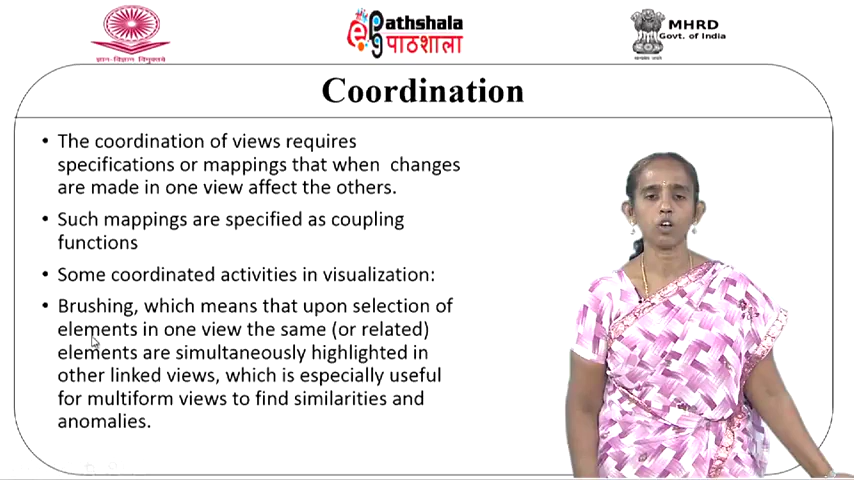 ज्ञान-विज्ञान विमुक्तये
ePG
athshala
पाठशाला
MHRD
Govt. of India
Coordination
• The coordination of views requires
specifications or mappings that when changes
are made in one view affect the others.
• Such mappings are specified as coupling
functions
• Some coordinated activities in visualization:
• Brushing, which means that upon selection of
elements in one view the same (or related)
elements are simultaneously highlighted in
other linked views, which is especially useful
for multiform views to find similarities and
anomalies.